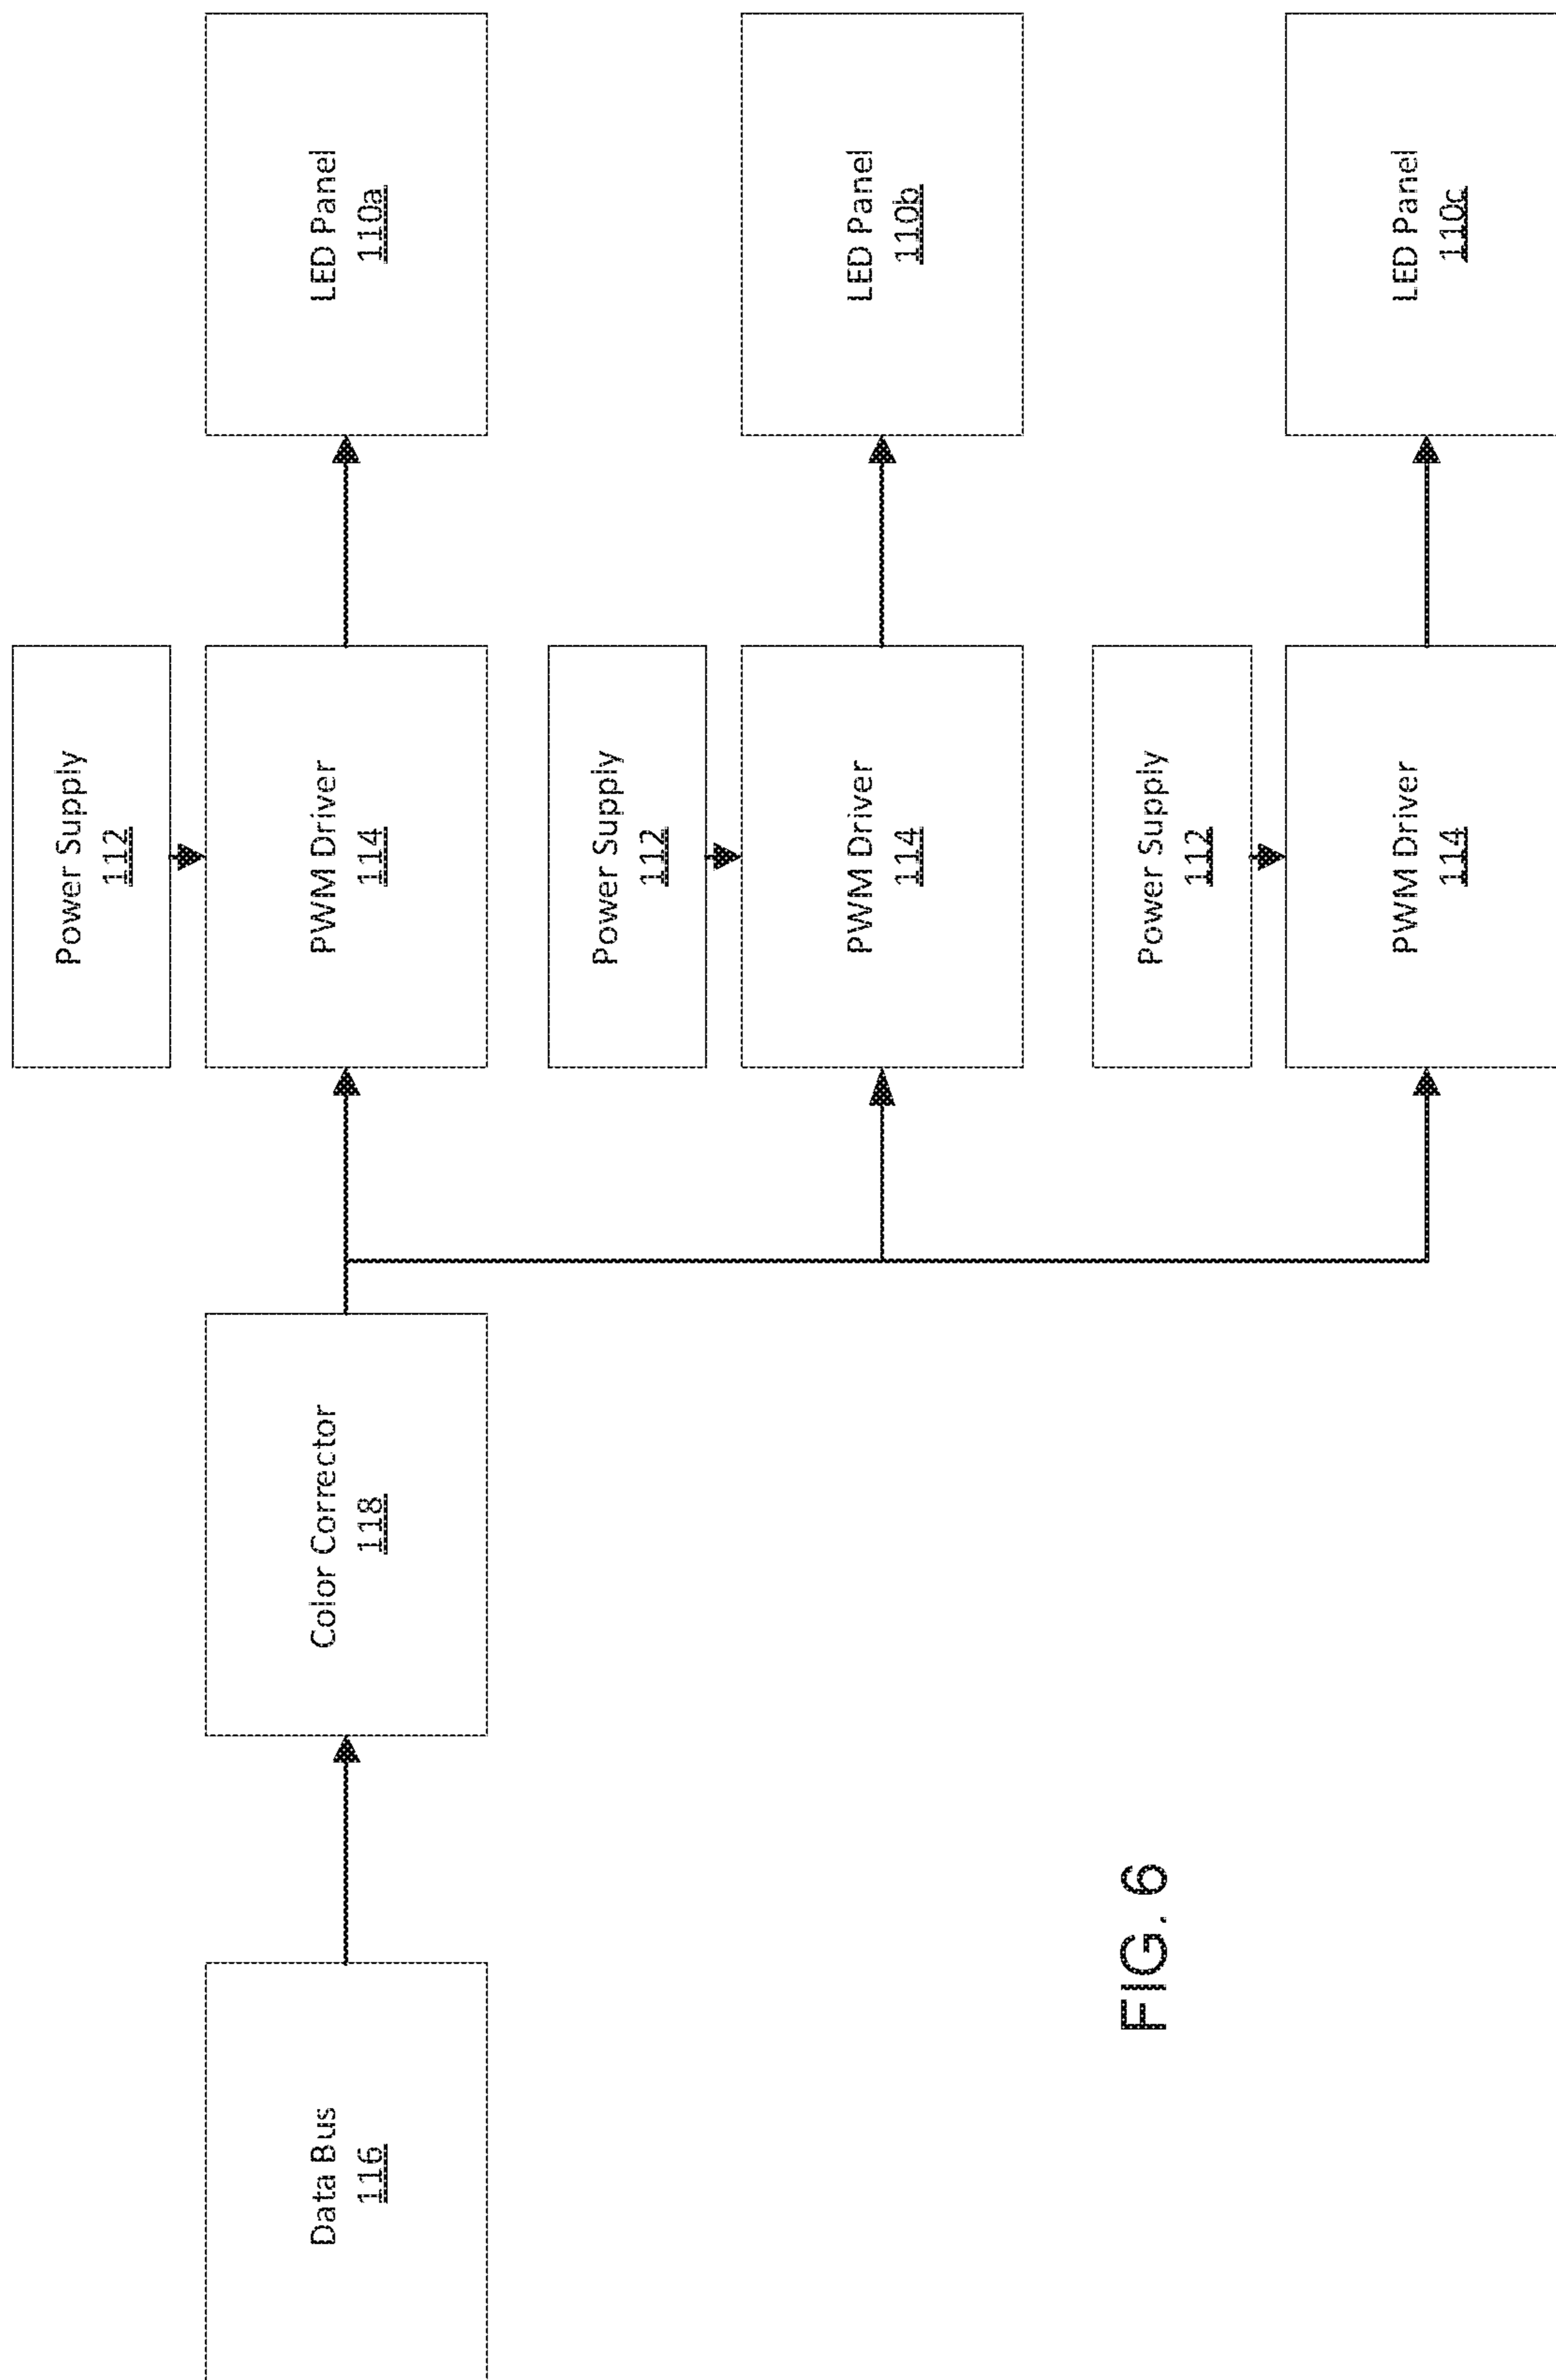 Power Supply
112
Power Supply
112
Power Supply
112
Data Bus
116
Color Corrector
118
PWM Driver
114
LED Panel
110a
PWM Driver
114
LED Panel
110b
PWM Driver
114
LED Panel
110c
FIG. 6